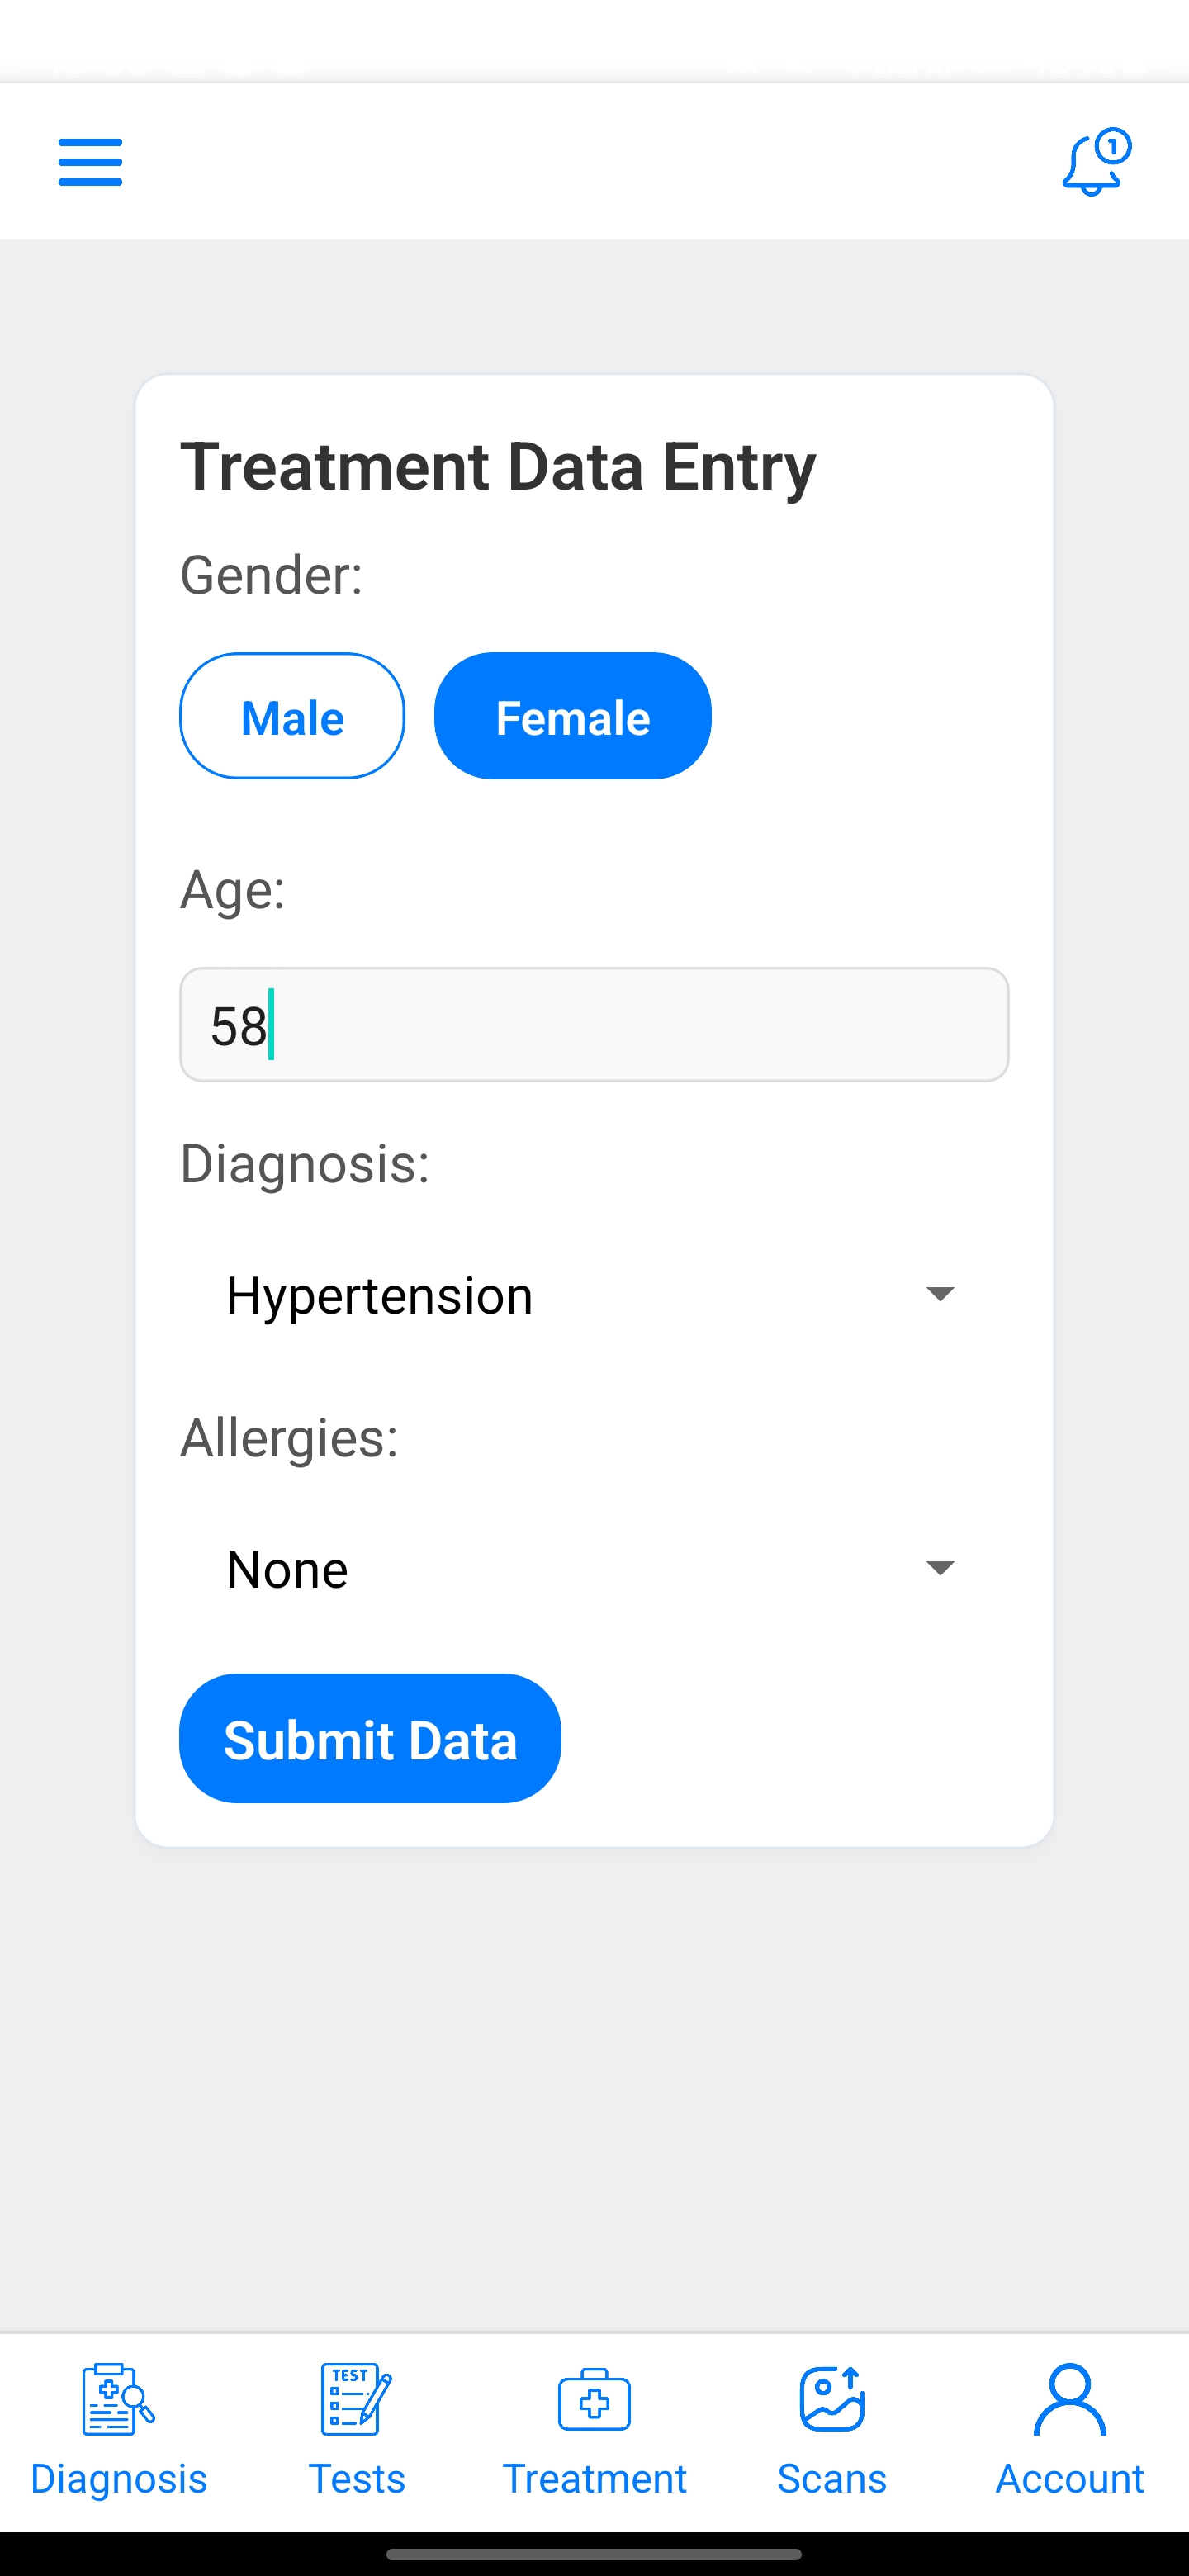 1
Treatment Data Entry
Gender:
Male Female
Age:
58
Diagnosis:
Hypertension
Allergies:
None
Submit Data
TEST
Diagnosis Tests Treatment Scans Account